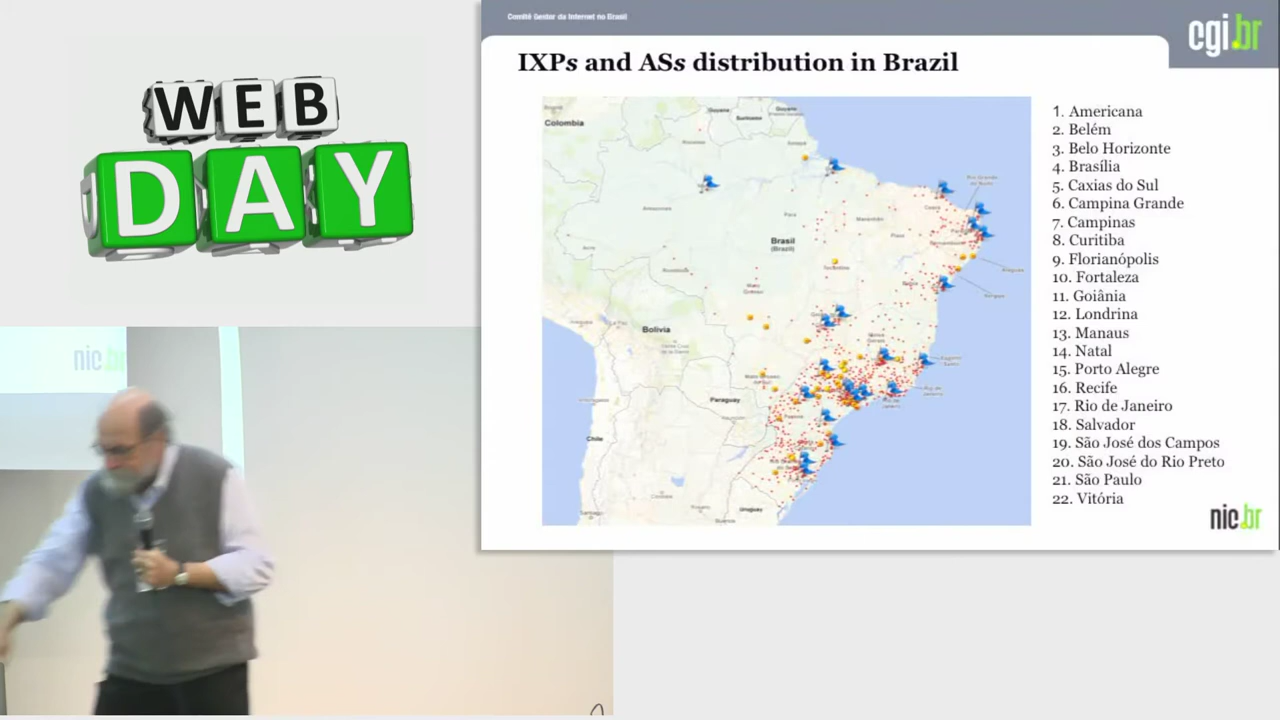 WEB
DAY
nic.br
Comitê Gestor da Internet no Brasil
cgi.br
IXPs and ASs distribution in Brazil
Colombia
Guyana
Suriname
Brasil
(Brazil)
Bolivia
Paraguay
Chile
Uruguay
1. Americana
2. Belém
3. Belo Horizonte
4. Brasília
5. Caxias do Sul
6. Campina Grande
7. Campinas
8. Curitiba
9. Florianópolis
10. Fortaleza
11. Goiânia
12. Londrina
13. Manaus
14. Natal
15. Porto Alegre
16. Recife
17. Rio de Janeiro
18. Salvador
19. São José dos Campos
20. São José do Rio Preto
21. São Paulo
22. Vitória
nic.br